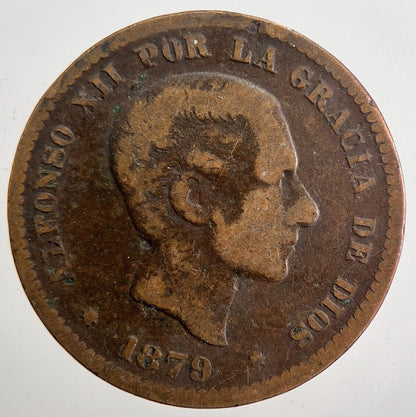 ALFONSO XII POR LA GRACIA DE DIOS
* 1879 *